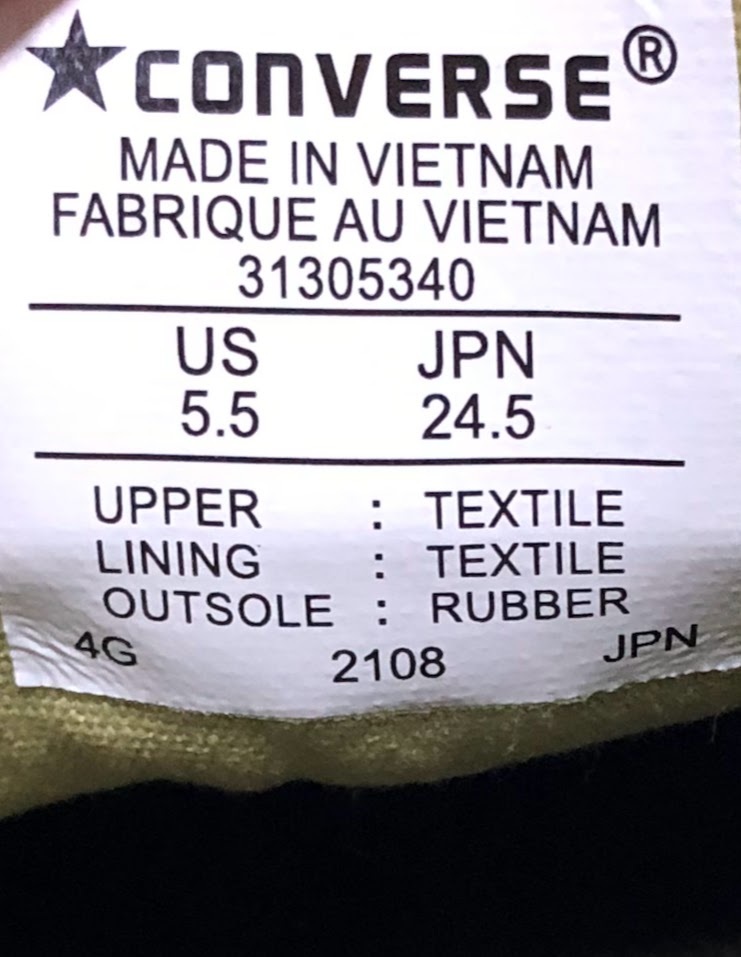 ★CONVERSE®
MADE IN VIETNAM
FABRIQUE AU VIETNAM
31305340
US JPN
5.5 24.5
UPPER : TEXTILE
LINING : TEXTILE
OUTSOLE : RUBBER
4G 2108 JPN